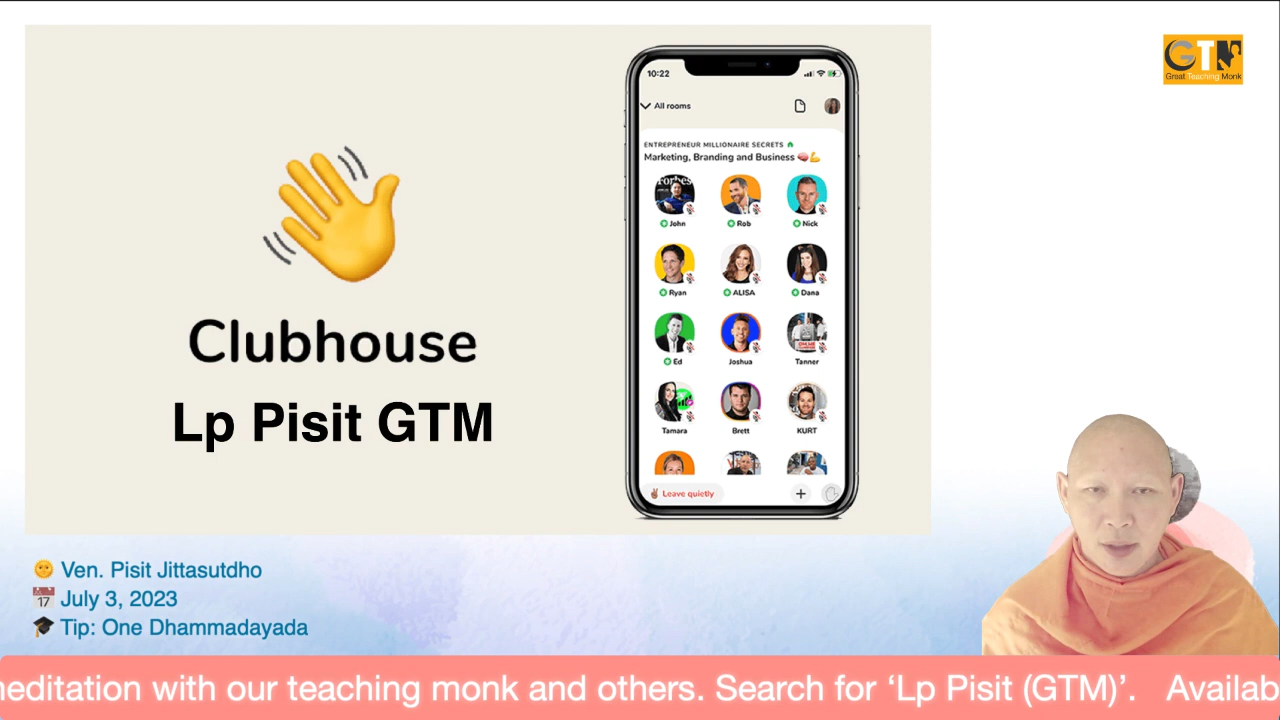 GTM
Great Teaching Monk
10:22
All rooms
ENTREPRENEUR MILLIONAIRE SECRETS
Marketing, Branding and Business
Forbes
John
Rob
Nick
Ryan
ALISA
Dana
Ed
Joshua
Tanner
Tamara
Brett
KURT
Leave quietly
+
Clubhouse
Lp Pisit GTM
Ven. Pisit Jittasutdho
July 3, 2023
Tip: One Dhammadayada
neditation with our teaching monk and others. Search for ‘Lp Pisit (GTM)’. Availab